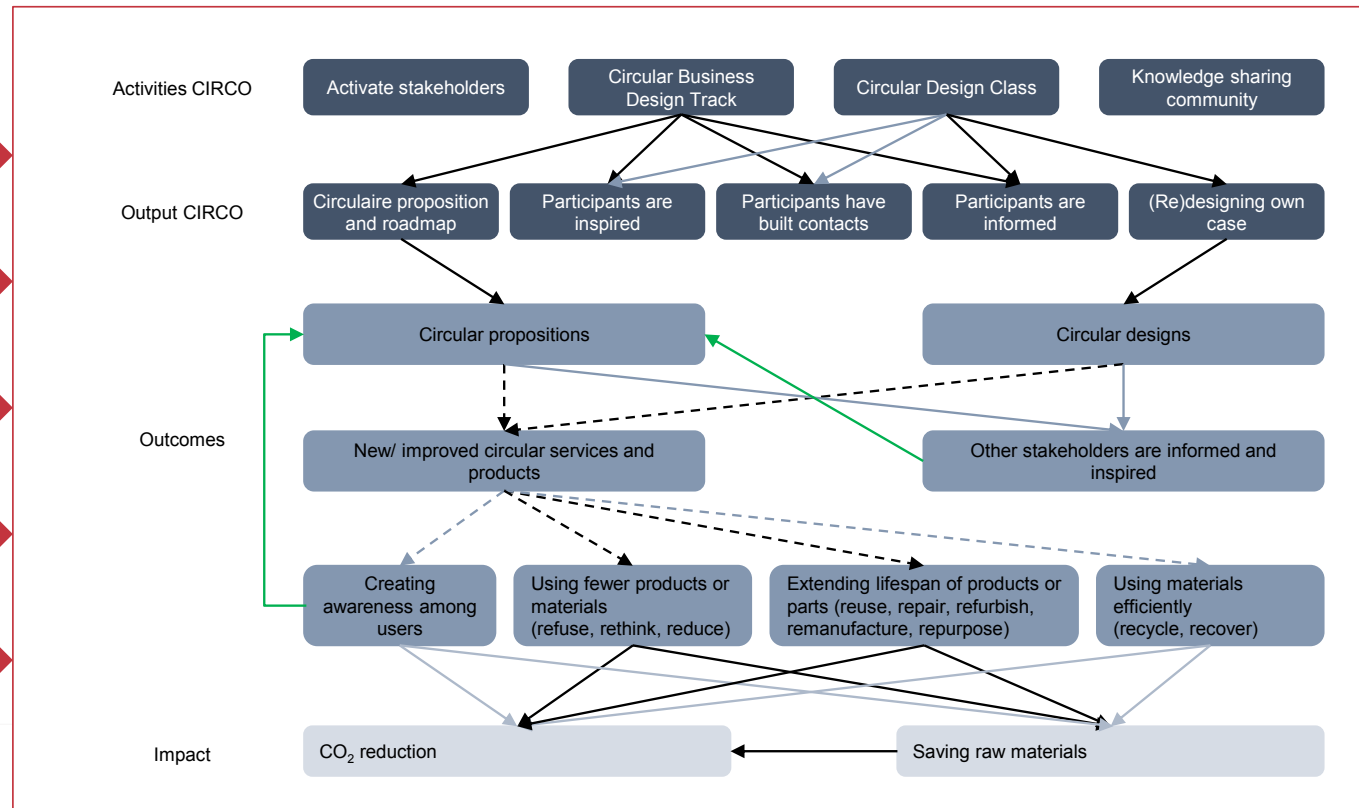 Activities CIRCO
Activate stakeholders
Circular Business
Design Track
Circular Design Class
Knowledge sharing
community
Output CIRCO
Circulaire proposition
and roadmap
Participants are
inspired
Participants have
built contacts
Participants are
informed
(Re)designing own
case
Circular propositions
Circular designs
Outcomes
New/ improved circular services and
products
Other stakeholders are informed and
inspired
Creating
awareness among
users
Using fewer products or
materials
(refuse, rethink, reduce)
Extending lifespan of products or
parts (reuse, repair, refurbish,
remanufacture, repurpose)
Using materials
efficiently
(recycle, recover)
Impact
CO₂ reduction
Saving raw materials